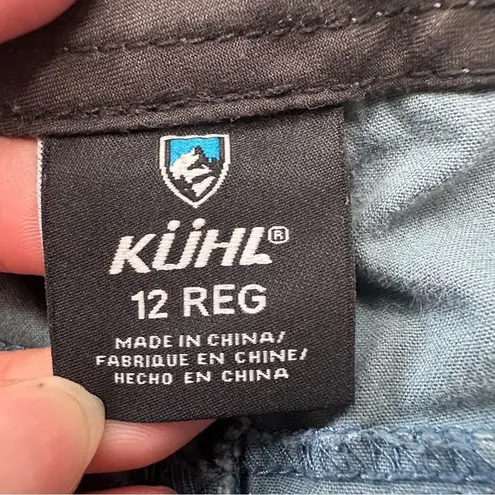 KÜHL®
12 REG
MADE IN CHINA/
FABRIQUE EN CHINE/
HECHO EN CHINA